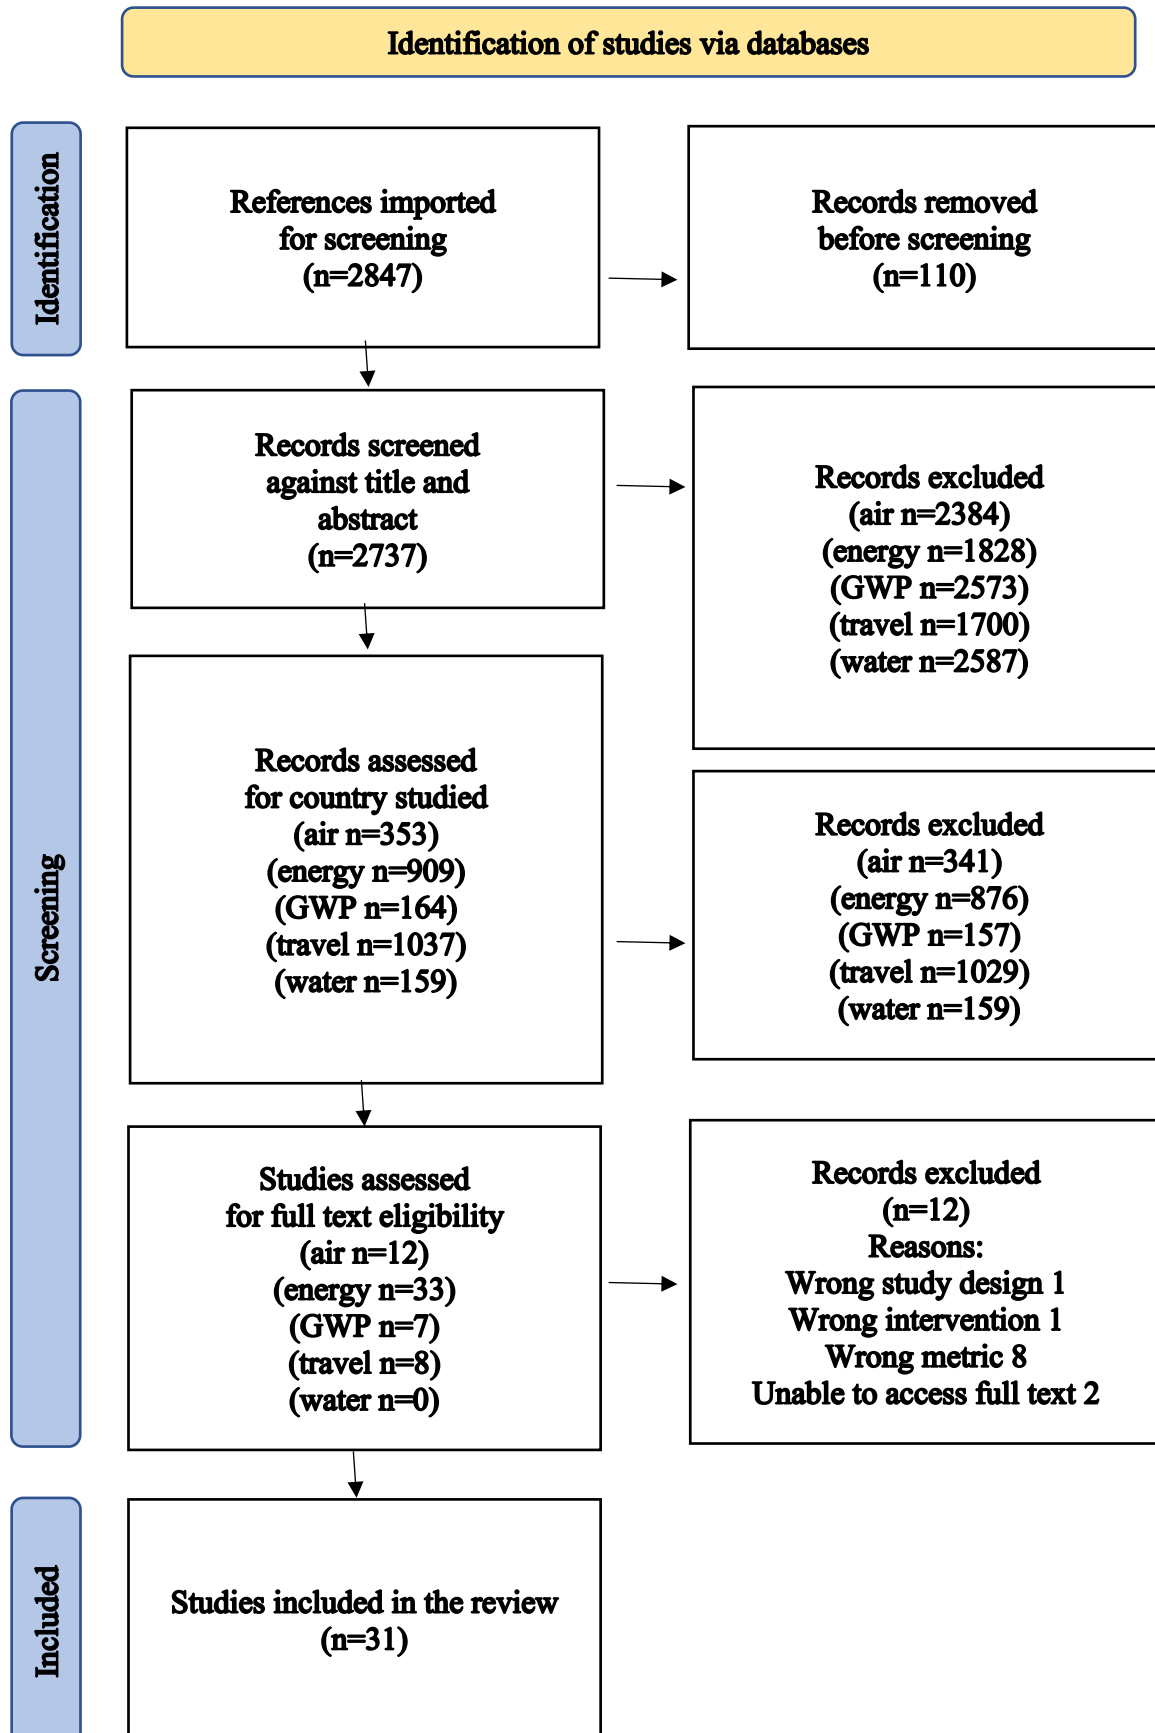 Identification of studies via databases
Identification
References imported
for screening
(n=2847)
Records removed
before screening
(n=110)
Screening
Records screened
against title and
abstract
(n=2737)
Records excluded
(air n=2384)
(energy n=1828)
(GWP n=2573)
(travel n=1700)
(water n=2587)
Records assessed
for country studied
(air n=353)
(energy n=909)
(GWP n=164)
(travel n=1037)
(water n=159)
Records excluded
(air n=341)
(energy n=876)
(GWP n=157)
(travel n=1029)
(water n=159)
Studies assessed
for full text eligibility
(air n=12)
(energy n=33)
(GWP n=7)
(travel n=8)
(water n=0)
Records excluded
(n=12)
Reasons:
Wrong study design 1
Wrong intervention 1
Wrong metric 8
Unable to access full text 2
Included
Studies included in the review
(n=31)